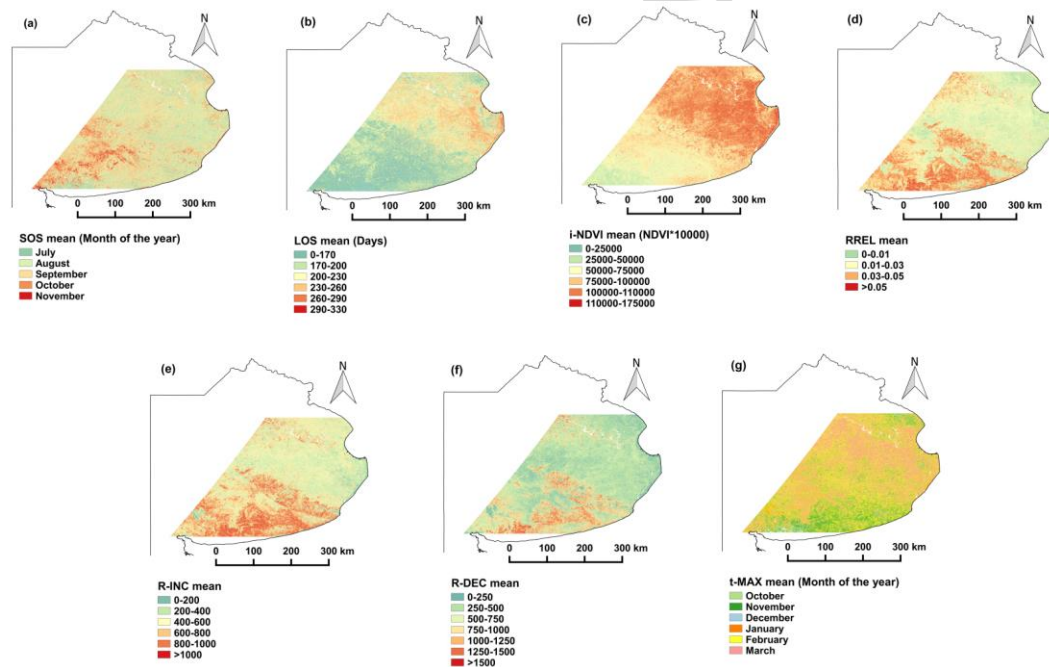 (a)
N
0 100 200 300 km
SOS mean (Month of the year)
July
August
September
October
November
(b)
N
0 100 200 300 km
LOS mean (Days)
0-170
170-200
200-230
230-260
260-290
290-330
(c)
N
0 100 200 300 km
i-NDVI mean (NDVI*10000)
0-25000
25000-50000
50000-75000
75000-100000
100000-110000
110000-175000
(d)
N
0 100 200 300 km
RREL mean
0-0.01
0.01-0.03
0.03-0.05
>0.05
(e)
N
0 100 200 300 km
R-INC mean
0-200
200-400
400-600
600-800
800-1000
>1000
(f)
N
0 100 200 300 km
R-DEC mean
0-250
250-500
500-750
750-1000
1000-1250
1250-1500
>1500
(g)
N
0 100 200 300 km
t-MAX mean (Month of the year)
October
November
December
January
February
March